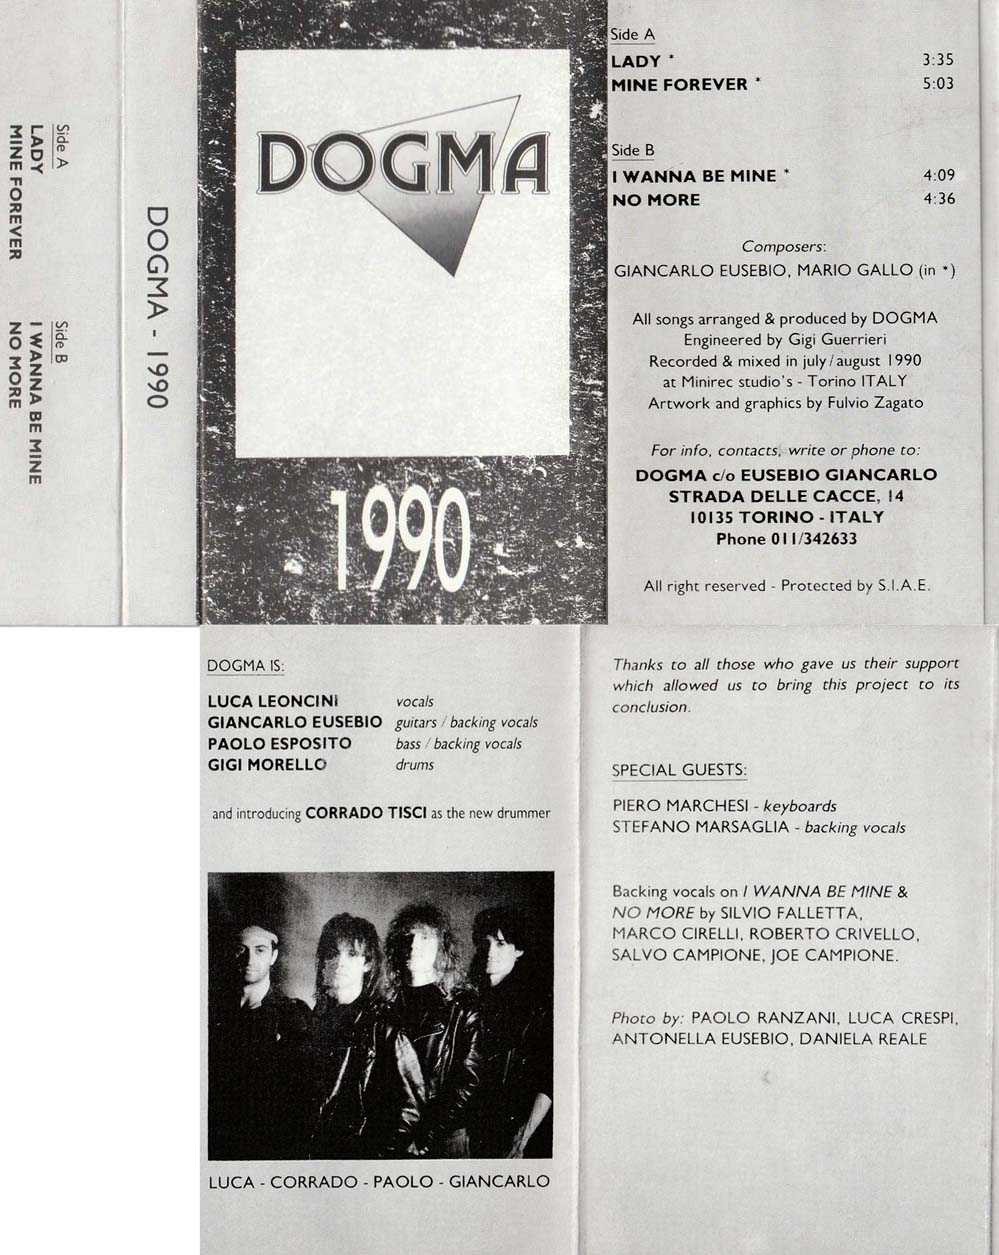 Side A
LADY
MINE FOREVER
Side B
I WANNA BE MINE
NO MORE
DOGMA - 1990
DOGMA
1990
Side A
LADY * 3:35
MINE FOREVER * 5:03
Side B
I WANNA BE MINE * 4:09
NO MORE 4:36
Composers:
GIANCARLO EUSEBIO, MARIO GALLO (in *)
All songs arranged & produced by DOGMA
Engineered by Gigi Guerrieri
Recorded & mixed in july/august 1990
at Minirec studio's - Torino ITALY
Artwork and graphics by Fulvio Zagato
For info, contacts, write or phone to:
DOGMA c/o EUSEBIO GIANCARLO
STRADA DELLE CACCE, 14
10135 TORINO - ITALY
Phone 011/342633
All right reserved - Protected by S.I.A.E.
DOGMA IS:
LUCA LEONCINI vocals
GIANCARLO EUSEBIO guitars / backing vocals
PAOLO ESPOSITO bass / backing vocals
GIGI MORELLO drums
and introducing CORRADO TISCI as the new drummer
LUCA - CORRADO - PAOLO - GIANCARLO
Thanks to all those who gave us their support
which allowed us to bring this project to its
conclusion.
SPECIAL GUESTS:
PIERO MARCHESI - keyboards
STEFANO MARSAGLIA - backing vocals
Backing vocals on I WANNA BE MINE &
NO MORE by SILVIO FALLETTA,
MARCO CIRELLI, ROBERTO CRIVELLO,
SALVO CAMPIONE, JOE CAMPIONE.
Photo by: PAOLO RANZANI, LUCA CRESPI,
ANTONELLA EUSEBIO, DANIELA REALE